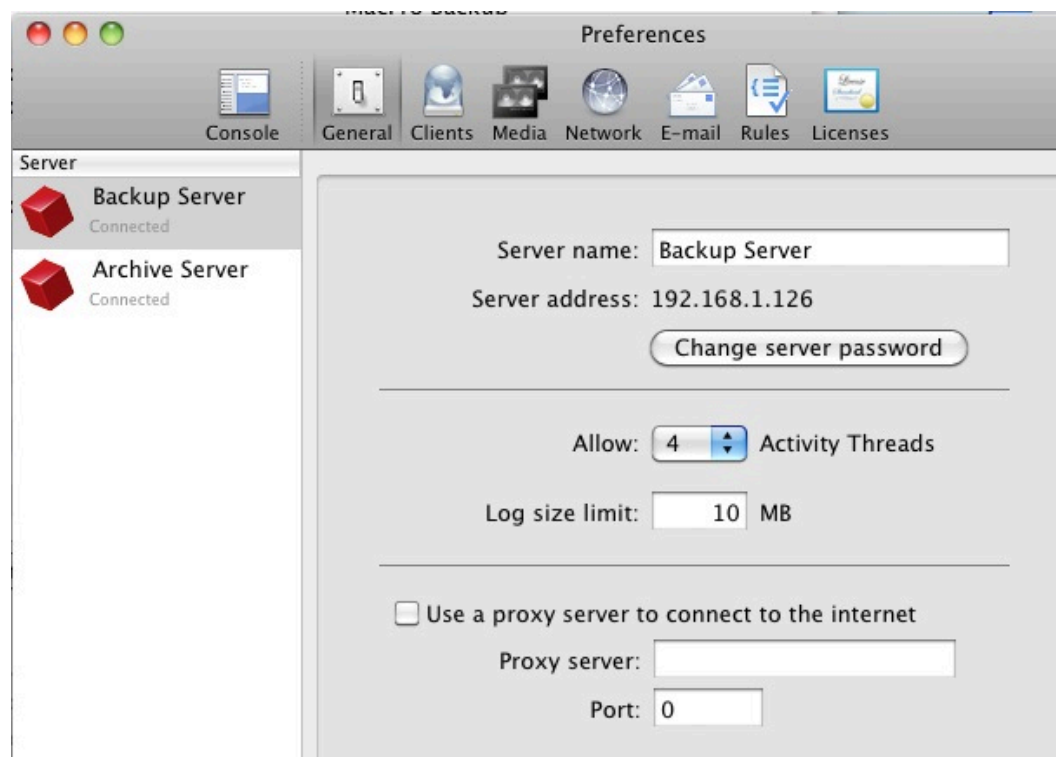 Preferences
Console
General Clients Media Network E-mail Rules Licenses
Server
Backup Server
Connected
Archive Server
Connected
Server name: Backup Server
Server address: 192.168.1.126
Change server password
Allow: 4 Activity Threads
Log size limit: 10 MB
Use a proxy server to connect to the internet
Proxy server:
Port: 0